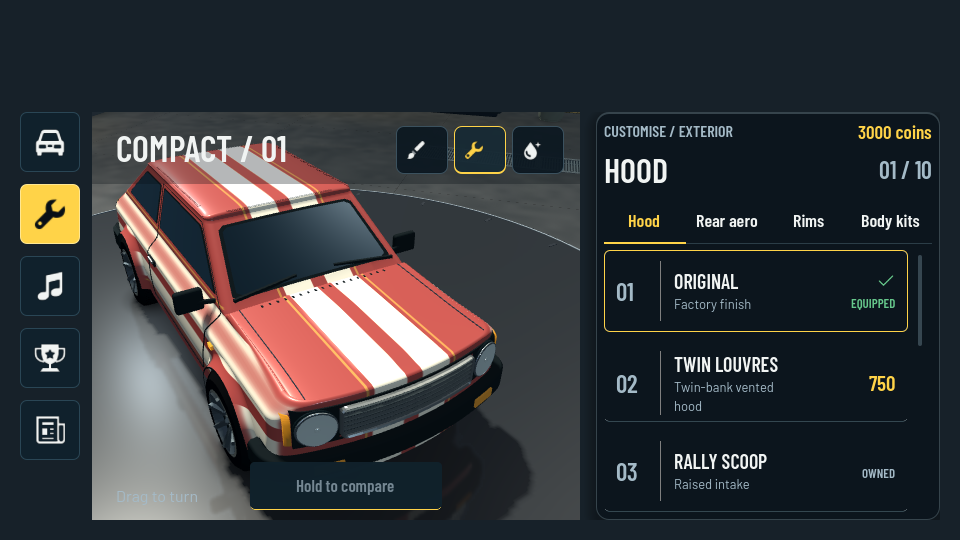 COMPACT / 01
Drag to turn
Hold to compare
CUSTOMISE / EXTERIOR
3000 coins
HOOD
01 / 10
Hood
Rear aero
Rims
Body kits
01
ORIGINAL
Factory finish
EQUIPPED
02
TWIN LOUVRES
Twin-bank vented
hood
750
03
RALLY SCOOP
Raised intake
OWNED